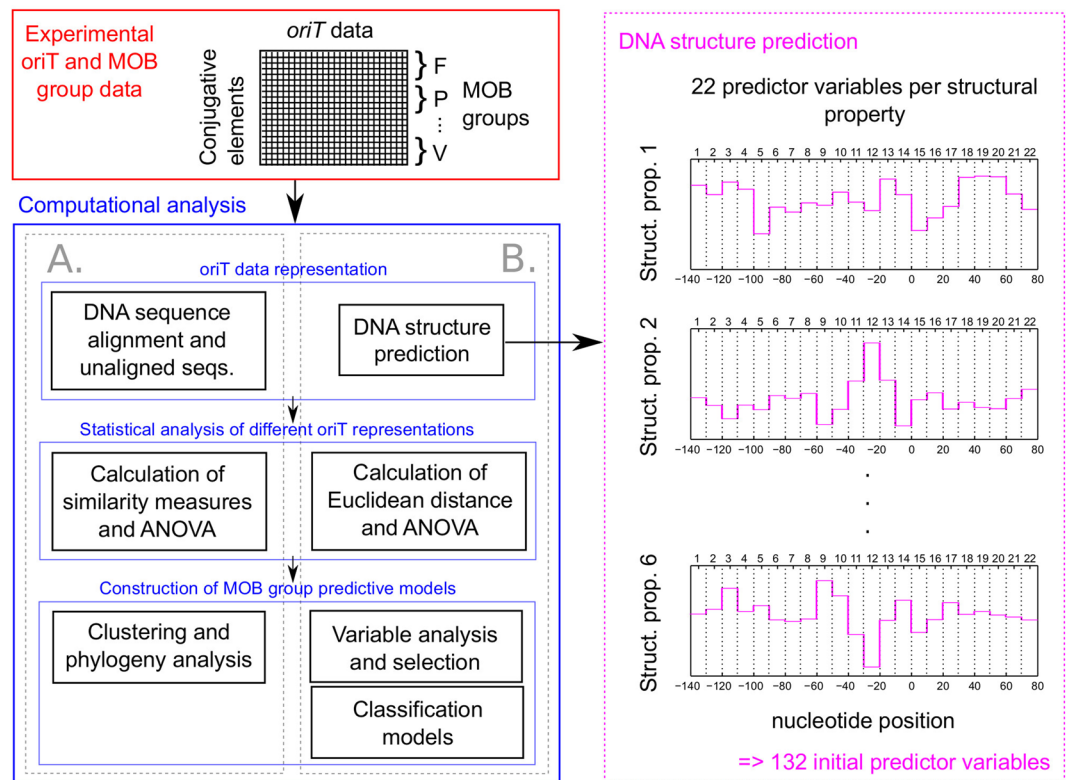 Experimental
oriT and MOB
group data
oriT data
Conjugative
elements
F
P
⋮
V
MOB
groups
Computational analysis
A.
B.
oriT data representation
DNA sequence
alignment and
unaligned seqs.
DNA structure
prediction
Statistical analysis of different oriT representations
Calculation of
similarity measures
and ANOVA
Calculation of
Euclidean distance
and ANOVA
Construction of MOB group predictive models
Clustering and
phylogeny analysis
Variable analysis
and selection
Classification
models
DNA structure prediction
22 predictor variables per structural
property
Struct. prop. 1
1 2 3 4 5 6 7 8 9 10 11 12 13 14 15 16 17 18 19 20 21 22
−140 −120 −100 −80 −60 −40 −20 0 20 40 60 80
Struct. prop. 2
1 2 3 4 5 6 7 8 9 10 11 12 13 14 15 16 17 18 19 20 21 22
−140 −120 −100 −80 −60 −40 −20 0 20 40 60 80
.
.
.
Struct. prop. 6
1 2 3 4 5 6 7 8 9 10 11 12 13 14 15 16 17 18 19 20 21 22
−140 −120 −100 −80 −60 −40 −20 0 20 40 60 80
nucleotide position
=> 132 initial predictor variables